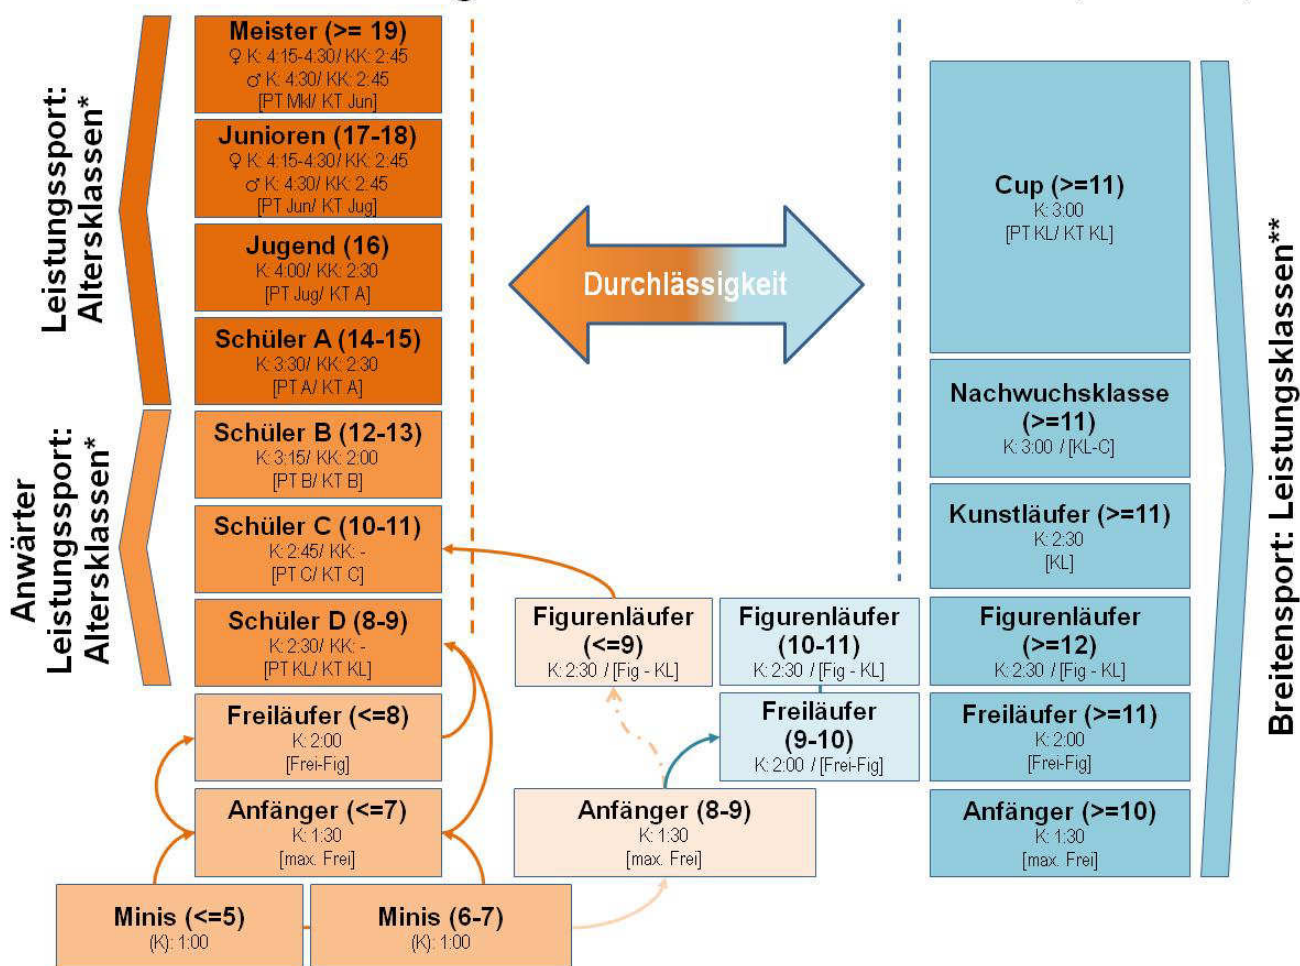 Leistungssport:
Altersklassen*
Meister (>= 19)
♀ K: 4:15-4:30/ KK: 2:45
♂ K: 4:30/ KK: 2:45
[PT Mkl/ KT Jun]
Junioren (17-18)
♀ K: 4:15-4:30/ KK: 2:45
♂ K: 4:30/ KK: 2:45
[PT Jun/ KT Jug]
Jugend (16)
K: 4:00/ KK: 2:30
[PT Jug/ KT A]
Schüler A (14-15)
K: 3:30/ KK: 2:30
[PT A/ KT A]
Anwärter
Leistungssport:
Altersklassen*
Schüler B (12-13)
K: 3:15/ KK: 2:00
[PT B/ KT B]
Schüler C (10-11)
K: 2:45/ KK: -
[PT C/ KT C]
Schüler D (8-9)
K: 2:30/ KK: -
[PT KL/ KT KL]
Freiläufer (<=8)
K: 2:00
[Frei-Fig]
Anfänger (<=7)
K: 1:30
[max. Frei]
Minis (<=5)
(K): 1:00
Minis (6-7)
(K): 1:00
Durchlässigkeit
Figurenläufer
(<=9)
K: 2:30 / [Fig - KL]
Figurenläufer
(10-11)
K: 2:30 / [Fig - KL]
Freiläufer
(9-10)
K: 2:00 / [Frei-Fig]
Anfänger (8-9)
K: 1:30
[max. Frei]
Cup (>=11)
K: 3:00
[PT KL/ KT KL]
Nachwuchsklasse
(>=11)
K: 3:00 / [KL-C]
Kunstläufer (>=11)
K: 2:30
[KL]
Figurenläufer
(>=12)
K: 2:30 / [Fig - KL]
Freiläufer (>=11)
K: 2:00
[Frei-Fig]
Anfänger (>=10)
K: 1:30
[max. Frei]
Breitensport: Leistungsklassen**